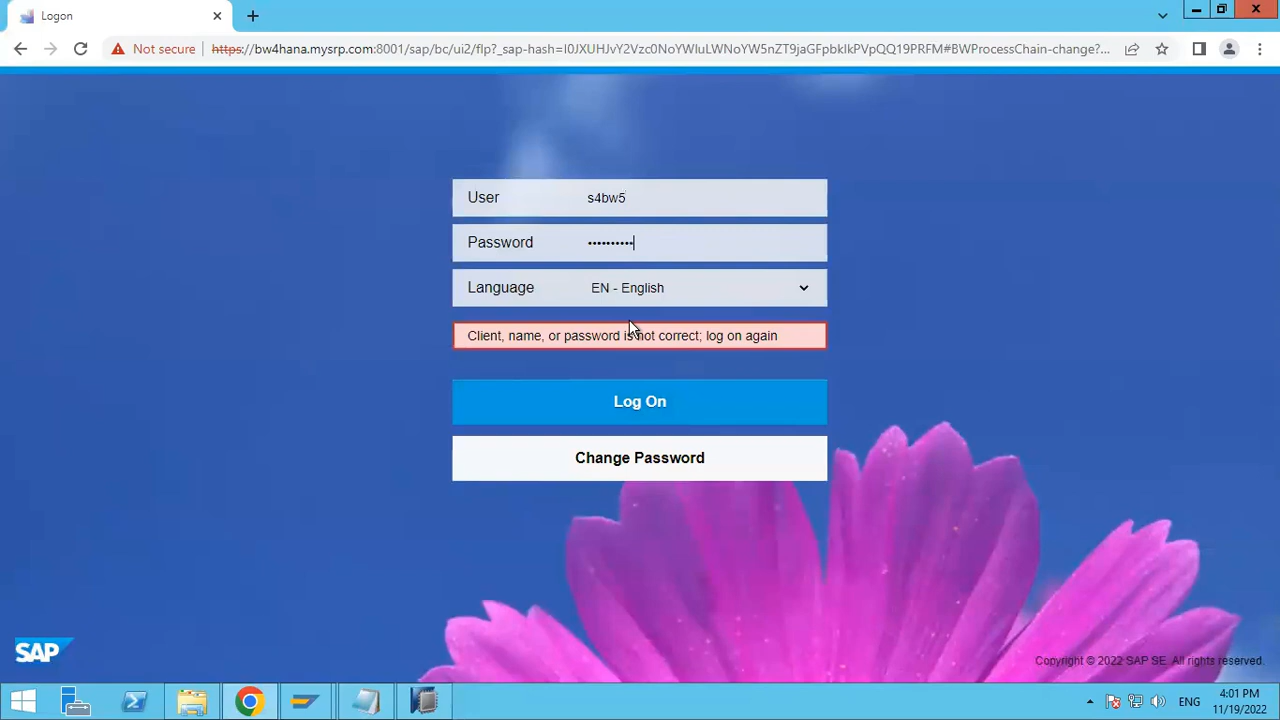 Logon
Not secure
https://bw4hana.mysrp.com:8001/sap/bc/ui2/flp?_sap-hash=I0JXUHJvY2Vzc0NoYWluLWNoYW5nZT9jaGFpbklkPVpQQ19PRFM#BWProcessChain-change?...
User s4bw5
Password ••••••••••
Language EN - English
Client, name, or password is not correct; log on again
Log On
Change Password
SAP
Copyright © 2022 SAP SE. All rights reserved.
ENG
4:01 PM
11/19/2022